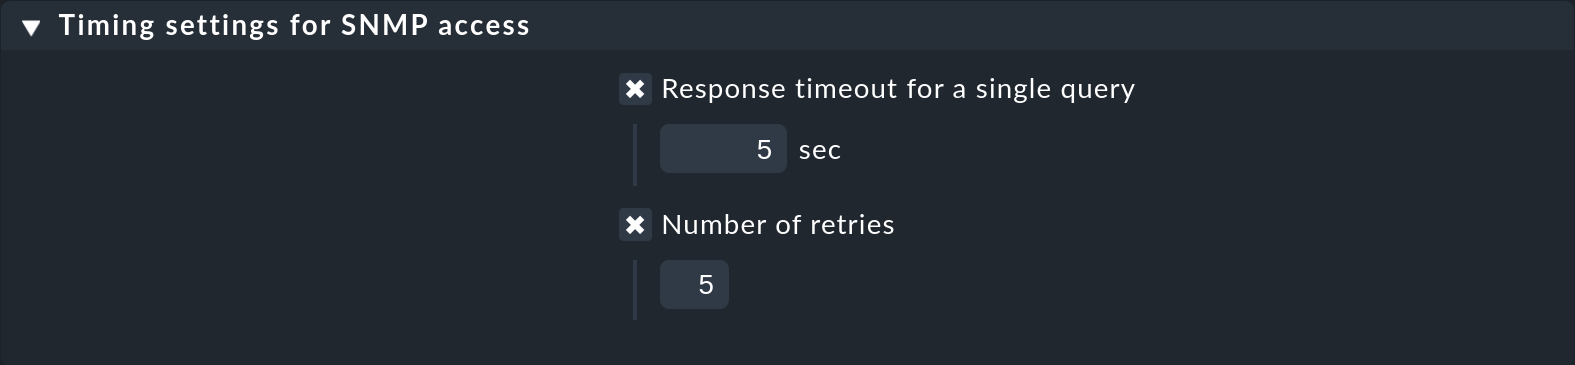 Timing settings for SNMP access
Response timeout for a single query
5 sec
Number of retries
5